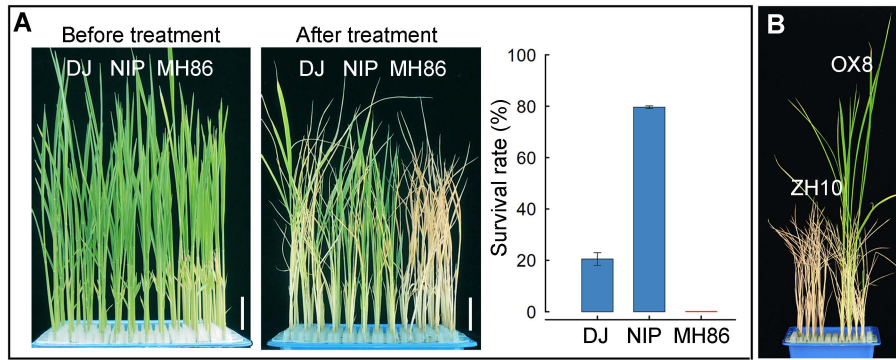 A
Before treatment
DJ NIP MH86
After treatment
DJ NIP MH86
Survival rate (%)
100
80
60
40
20
0
DJ NIP MH86
B
OX8
ZH10